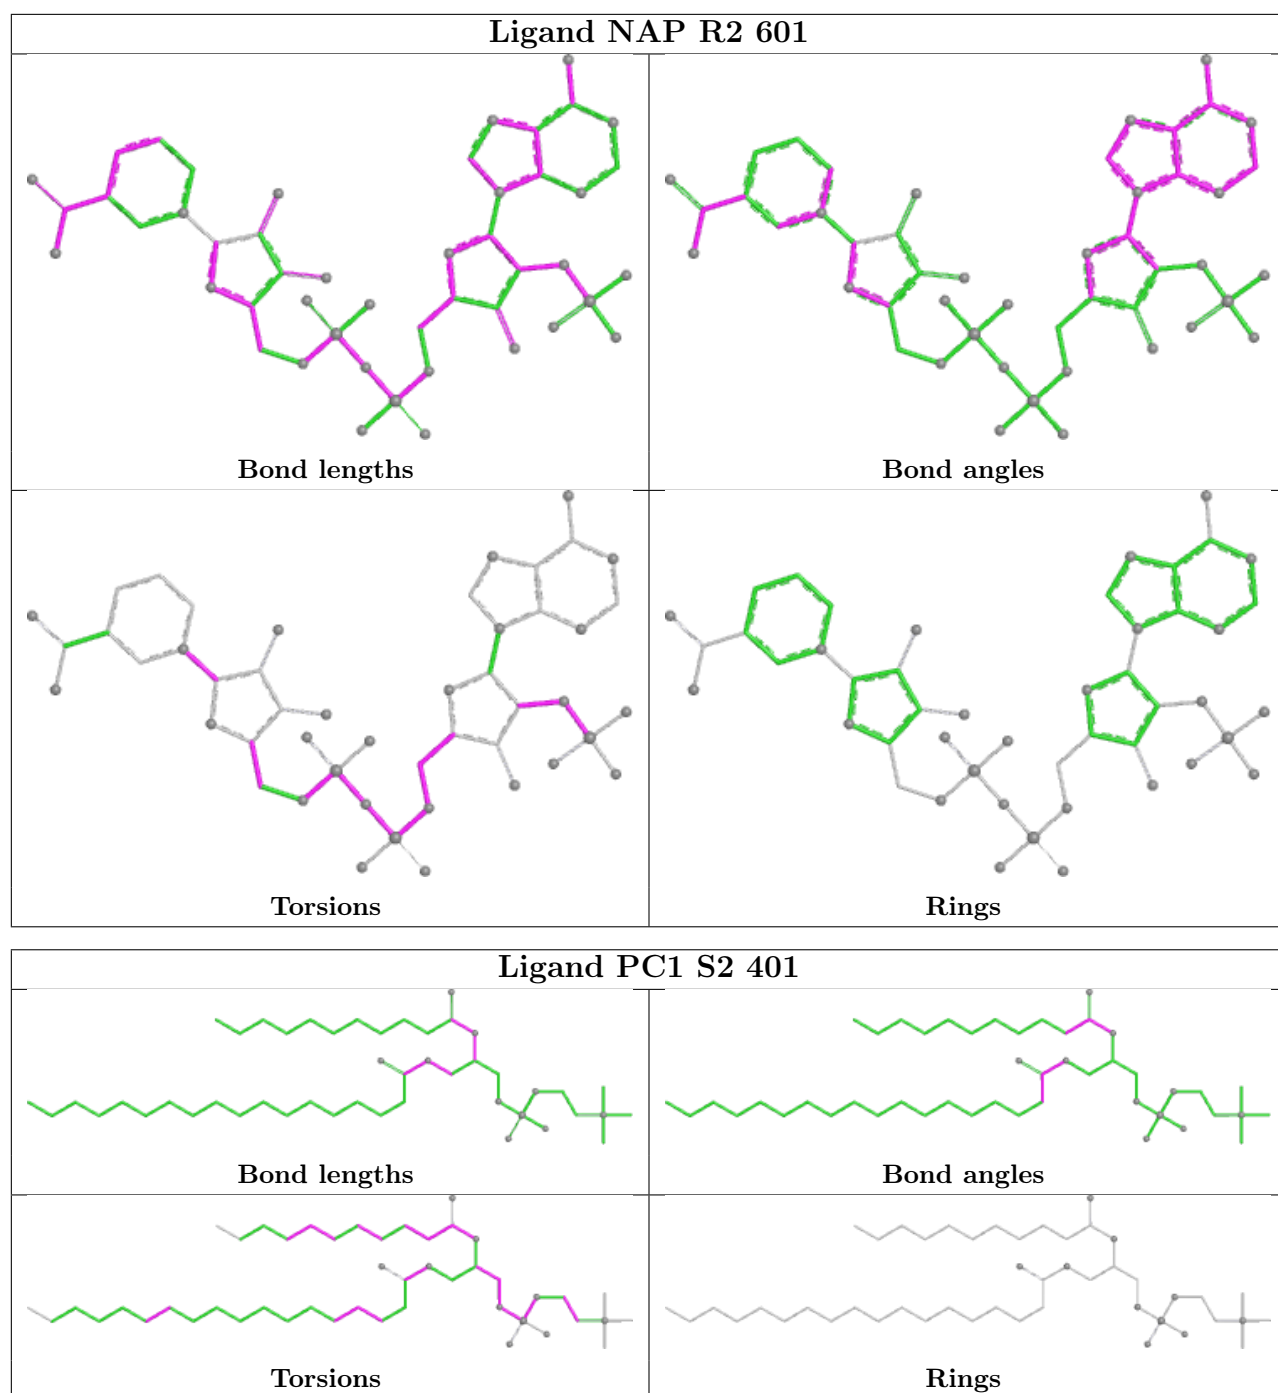 Ligand NAP R2 601
Bond lengths
Bond angles
Torsions
Rings
Ligand PC1 S2 401
Bond lengths
Bond angles
Torsions
Rings